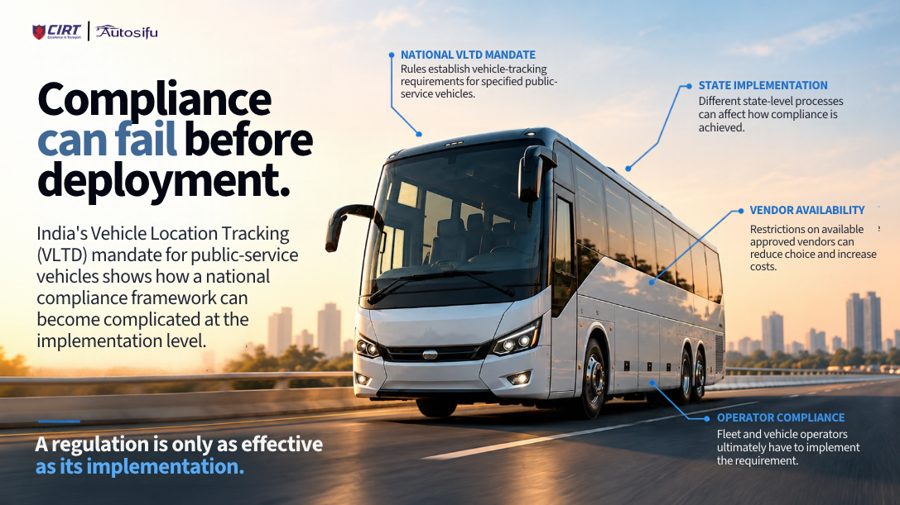 CIRT
Autosifu
Compliance
can fail before
deployment.
India's Vehicle Location Tracking
(VLTD) mandate for public-service
vehicles shows how a national
compliance framework can
become complicated at the
implementation level.
A regulation is only as effective
as its implementation.
NATIONAL VLTD MANDATE
Rules establish vehicle-tracking
requirements for specified public-
service vehicles.
STATE IMPLEMENTATION
Different state-level processes
can affect how compliance is
achieved.
VENDOR AVAILABILITY
Restrictions on available
approved vendors can
reduce choice and increase
costs.
OPERATOR COMPLIANCE
Fleet and vehicle operators
ultimately have to implement
the requirement.